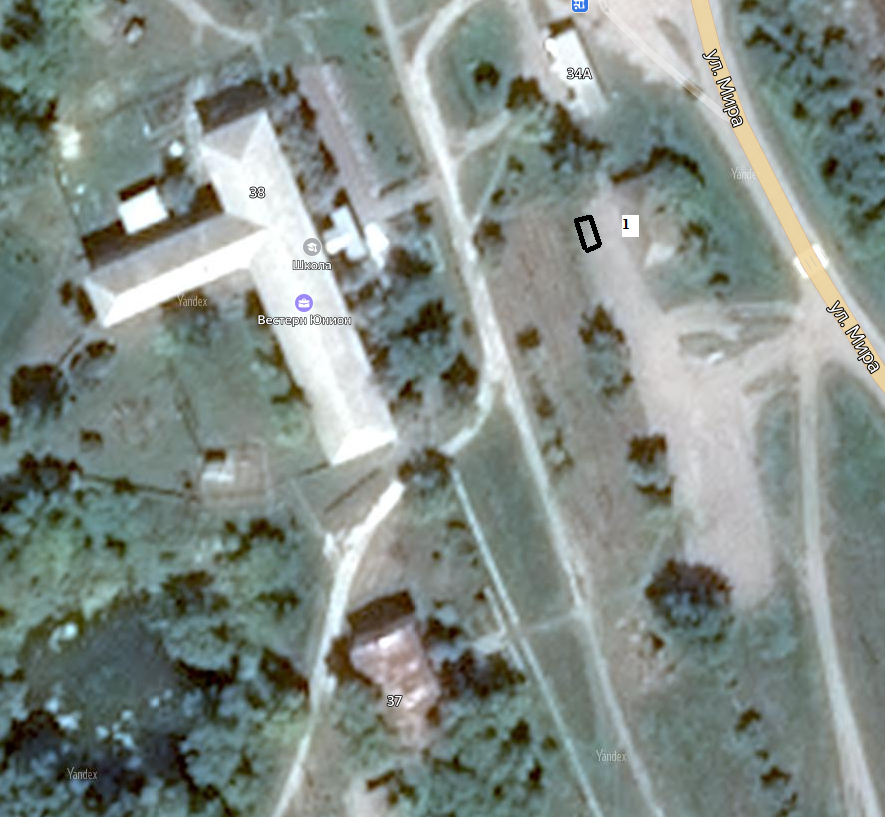 34А
ул. Мира
Yandex
38
1
Школа
Yandex
Вестерн Юнион
ул. Мира
37
Yandex
Yandex